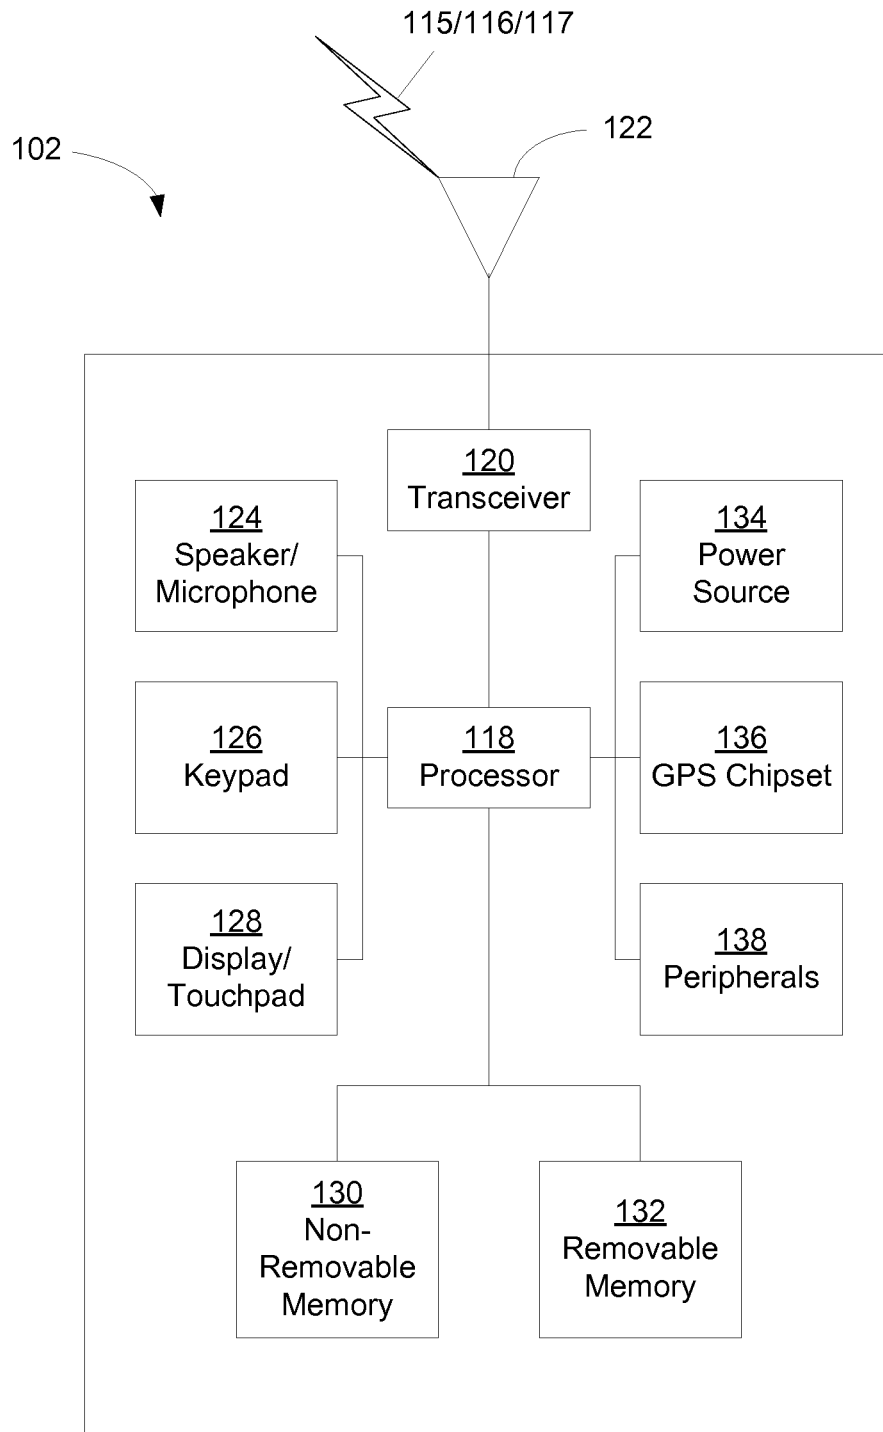 115/116/117
122
102
120
Transceiver
124
Speaker/
Microphone
134
Power
Source
126
Keypad
118
Processor
136
GPS Chipset
128
Display/
Touchpad
138
Peripherals
130
Non-
Removable
Memory
132
Removable
Memory